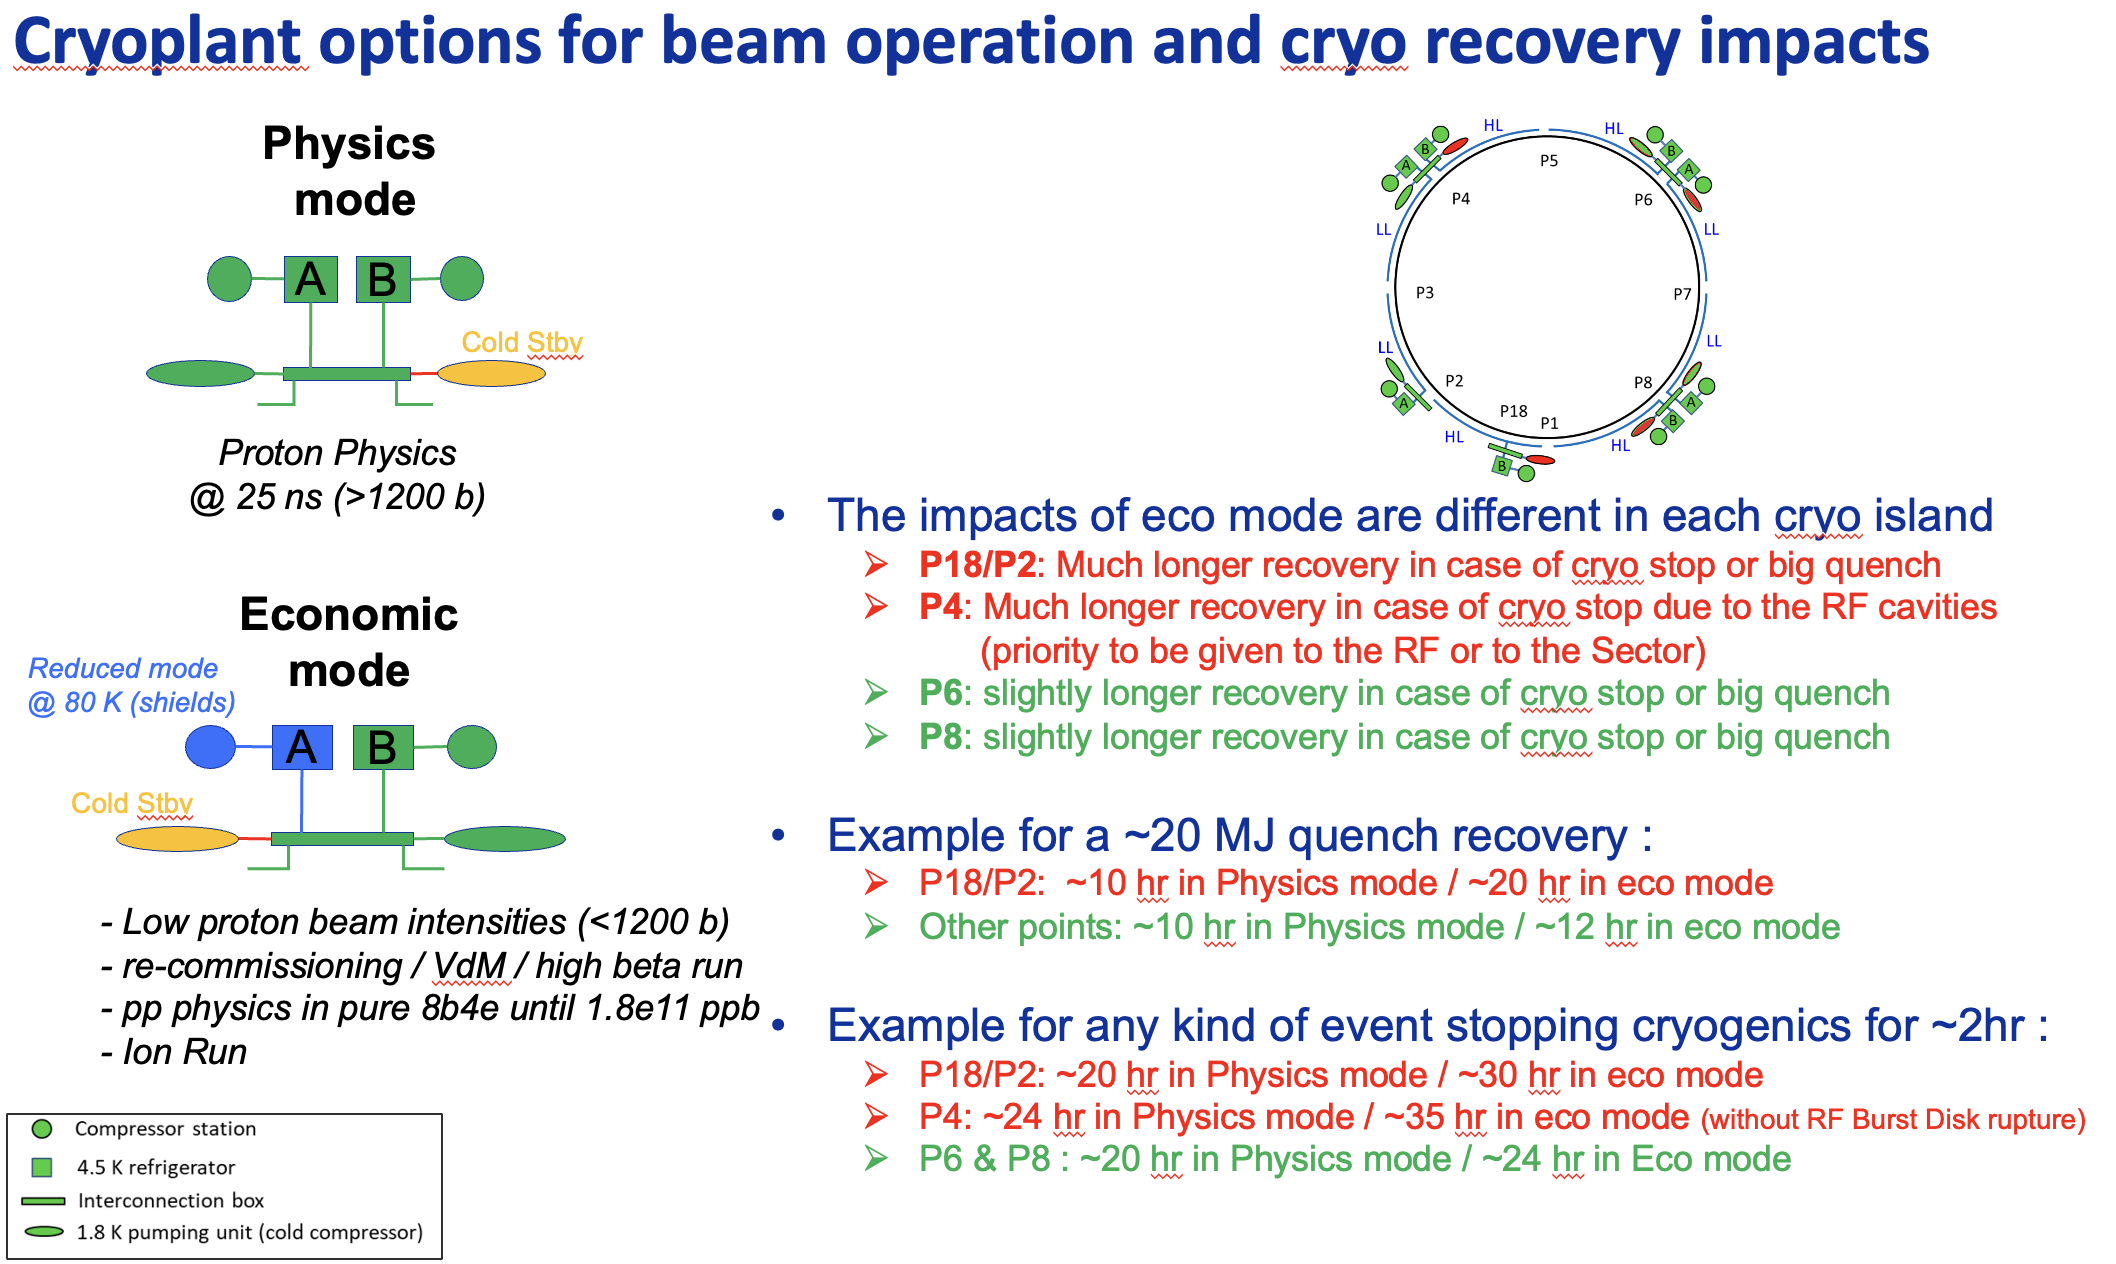 Cryoplant options for beam operation and cryo recovery impacts
Physics
mode
A
B
Cold Stby
Proton Physics
@ 25 ns (>1200 b)
Economic
mode
Reduced mode
@ 80 K (shields)
A
B
Cold Stby
- Low proton beam intensities (<1200 b)
- re-commissioning / VdM / high beta run
- pp physics in pure 8b4e until 1.8e11 ppb
- Ion Run
Compressor station
4.5 K refrigerator
Interconnection box
1.8 K pumping unit (cold compressor)
HL
HL
B
A
P4
P5
B
A
P6
LL
LL
P3
P7
LL
LL
P2
P8
A
A
B
P18
P1
HL
HL
B
• The impacts of eco mode are different in each cryo island
➢ P18/P2: Much longer recovery in case of cryo stop or big quench
➢ P4: Much longer recovery in case of cryo stop due to the RF cavities
(priority to be given to the RF or to the Sector)
➢ P6: slightly longer recovery in case of cryo stop or big quench
➢ P8: slightly longer recovery in case of cryo stop or big quench
• Example for a ~20 MJ quench recovery :
➢ P18/P2: ~10 hr in Physics mode / ~20 hr in eco mode
➢ Other points: ~10 hr in Physics mode / ~12 hr in eco mode
• Example for any kind of event stopping cryogenics for ~2hr :
➢ P18/P2: ~20 hr in Physics mode / ~30 hr in eco mode
➢ P4: ~24 hr in Physics mode / ~35 hr in eco mode (without RF Burst Disk rupture)
➢ P6 & P8 : ~20 hr in Physics mode / ~24 hr in Eco mode